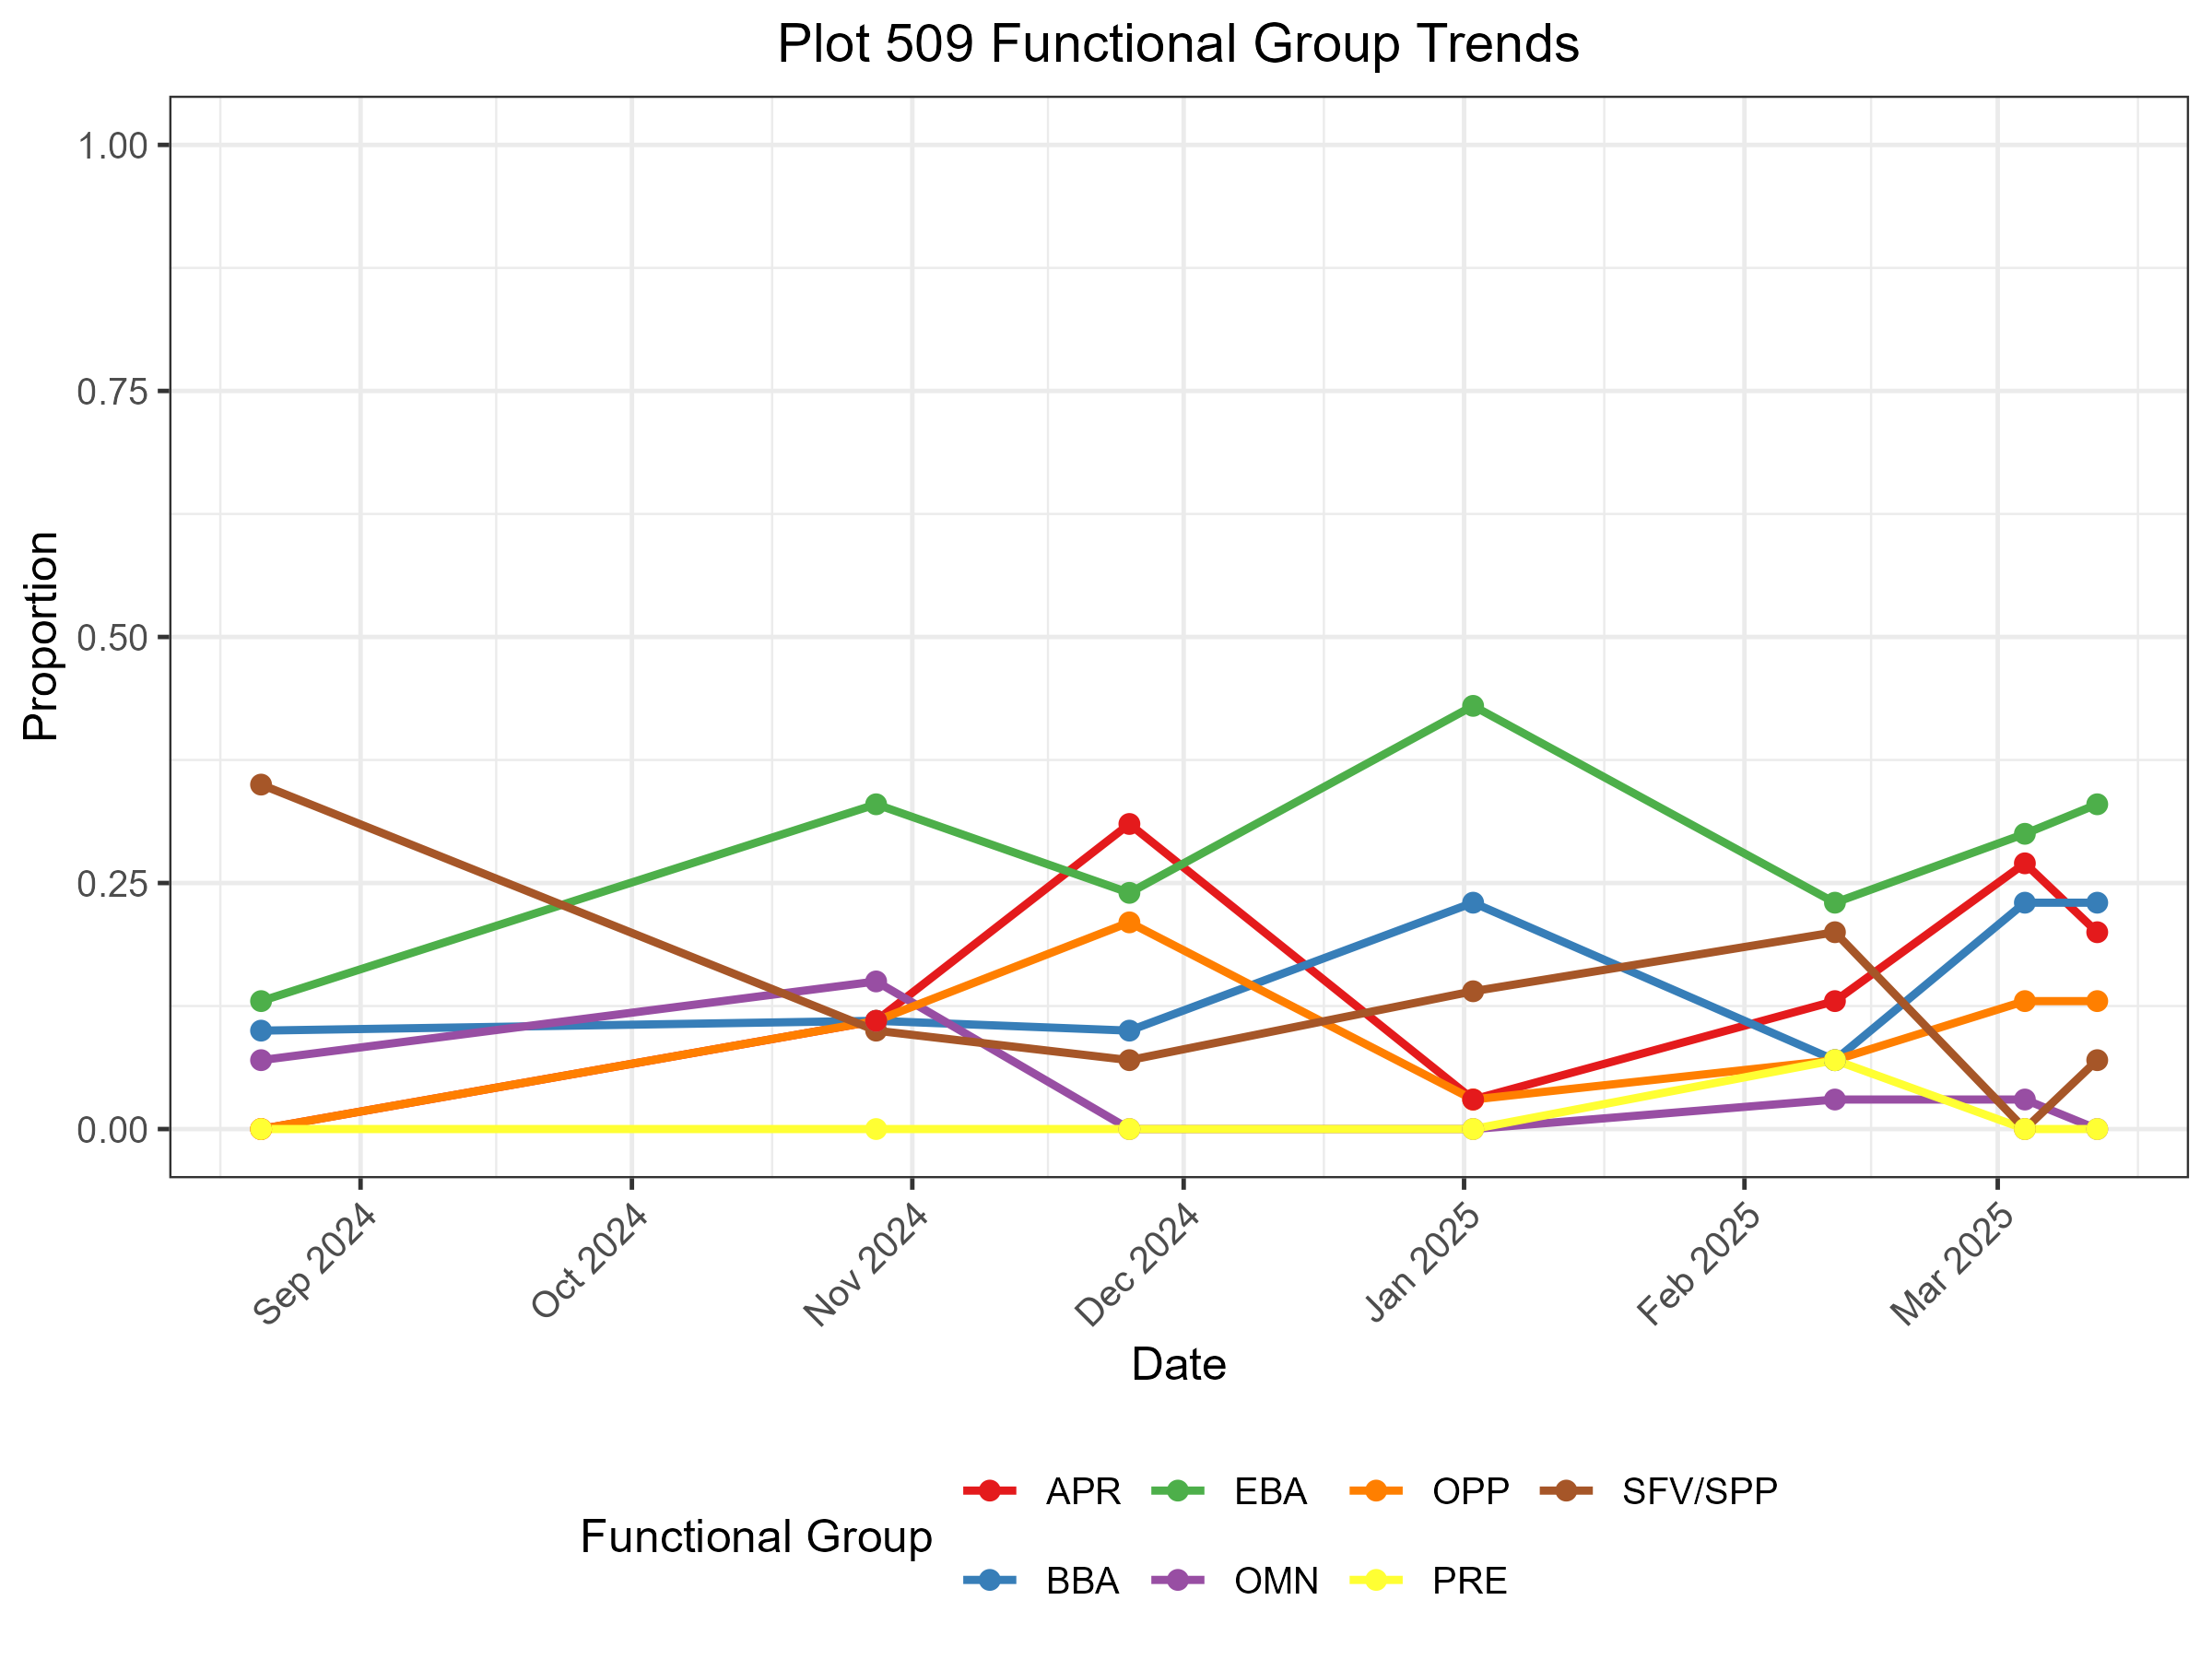 Plot 509 Functional Group Trends
Proportion
1.00
0.75
0.50
0.25
0.00
Sep 2024
Oct 2024
Nov 2024
Dec 2024
Jan 2025
Feb 2025
Mar 2025
Date
Functional Group
APR
EBA
OPP
SFV/SPP
BBA
OMN
PRE